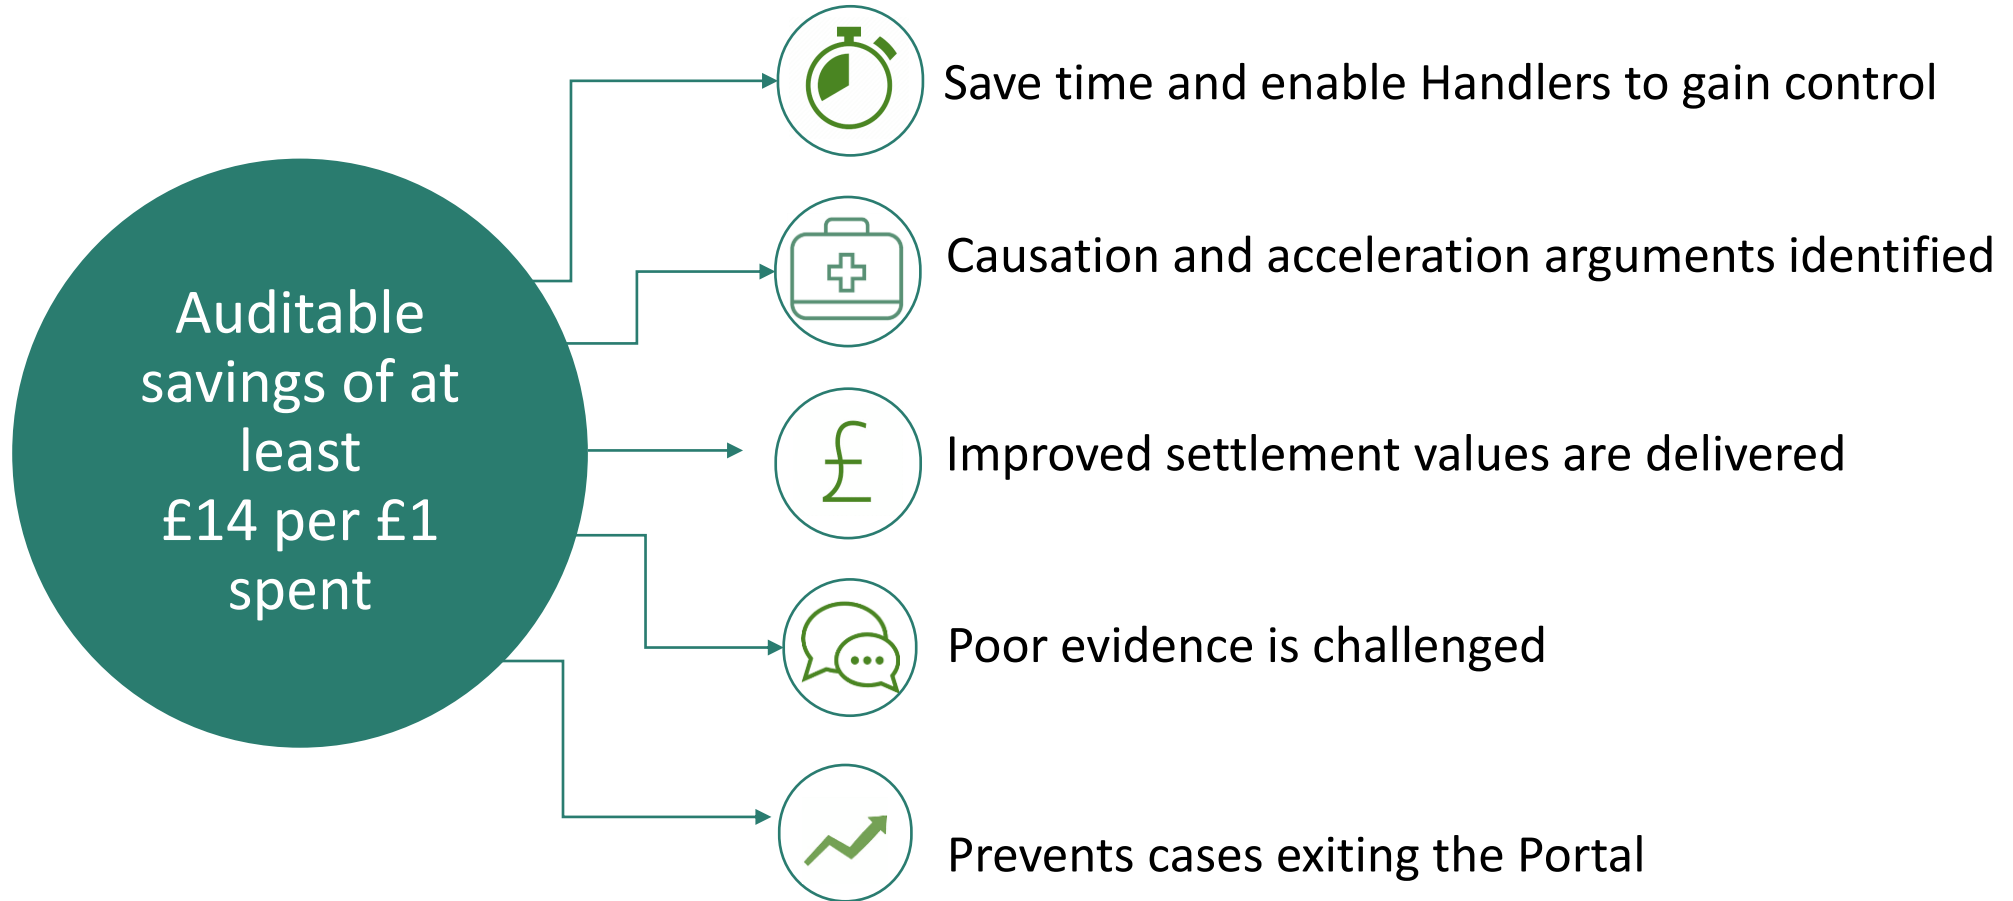 Auditable
savings of at
least
£14 per £1
spent
Save time and enable Handlers to gain control
Causation and acceleration arguments identified
£
Improved settlement values are delivered
Poor evidence is challenged
Prevents cases exiting the Portal